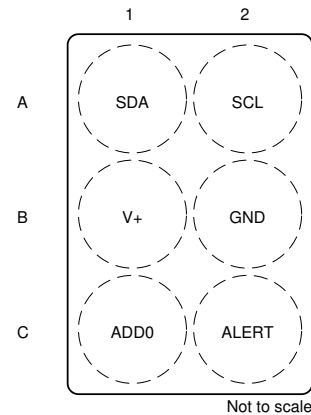 1 2
A SDA SCL
B V+ GND
C ADD0 ALERT
Not to scale